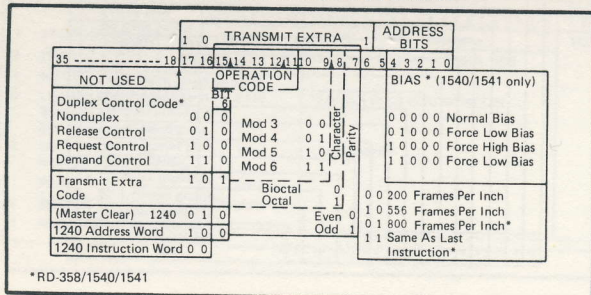 1 0 TRANSMIT EXTRA 1 ADDRESS BITS
35 ---------------- 18 17 16 15 14 13 12 11 10 9 8 7 6 5 4 3 2 1 0
NOT USED
OPERATION CODE
BIAS * (1540/1541 only)
BIT 6
Character
Parity
Duplex Control Code*
Nonduplex 0 0 0
Release Control 0 1 0
Request Control 1 0 0
Demand Control 1 1 0
Mod 3 0 0
Mod 4 0 1
Mod 5 1 0
Mod 6 1 1
0 0 0 0 0 Normal Bias
0 1 0 0 0 Force Low Bias
1 0 0 0 0 Force High Bias
1 1 0 0 0 Force Low Bias
Transmit Extra Code 1 0 1
Bioctal 0
Octal 1
(Master Clear) 1240 0 1 0
1240 Address Word 1 0 0
1240 Instruction Word 0 0
Even 0
Odd 1
0 0 200 Frames Per Inch
1 0 556 Frames Per Inch
0 1 800 Frames Per Inch*
1 1 Same As Last
Instruction*
*RD-358/1540/1541